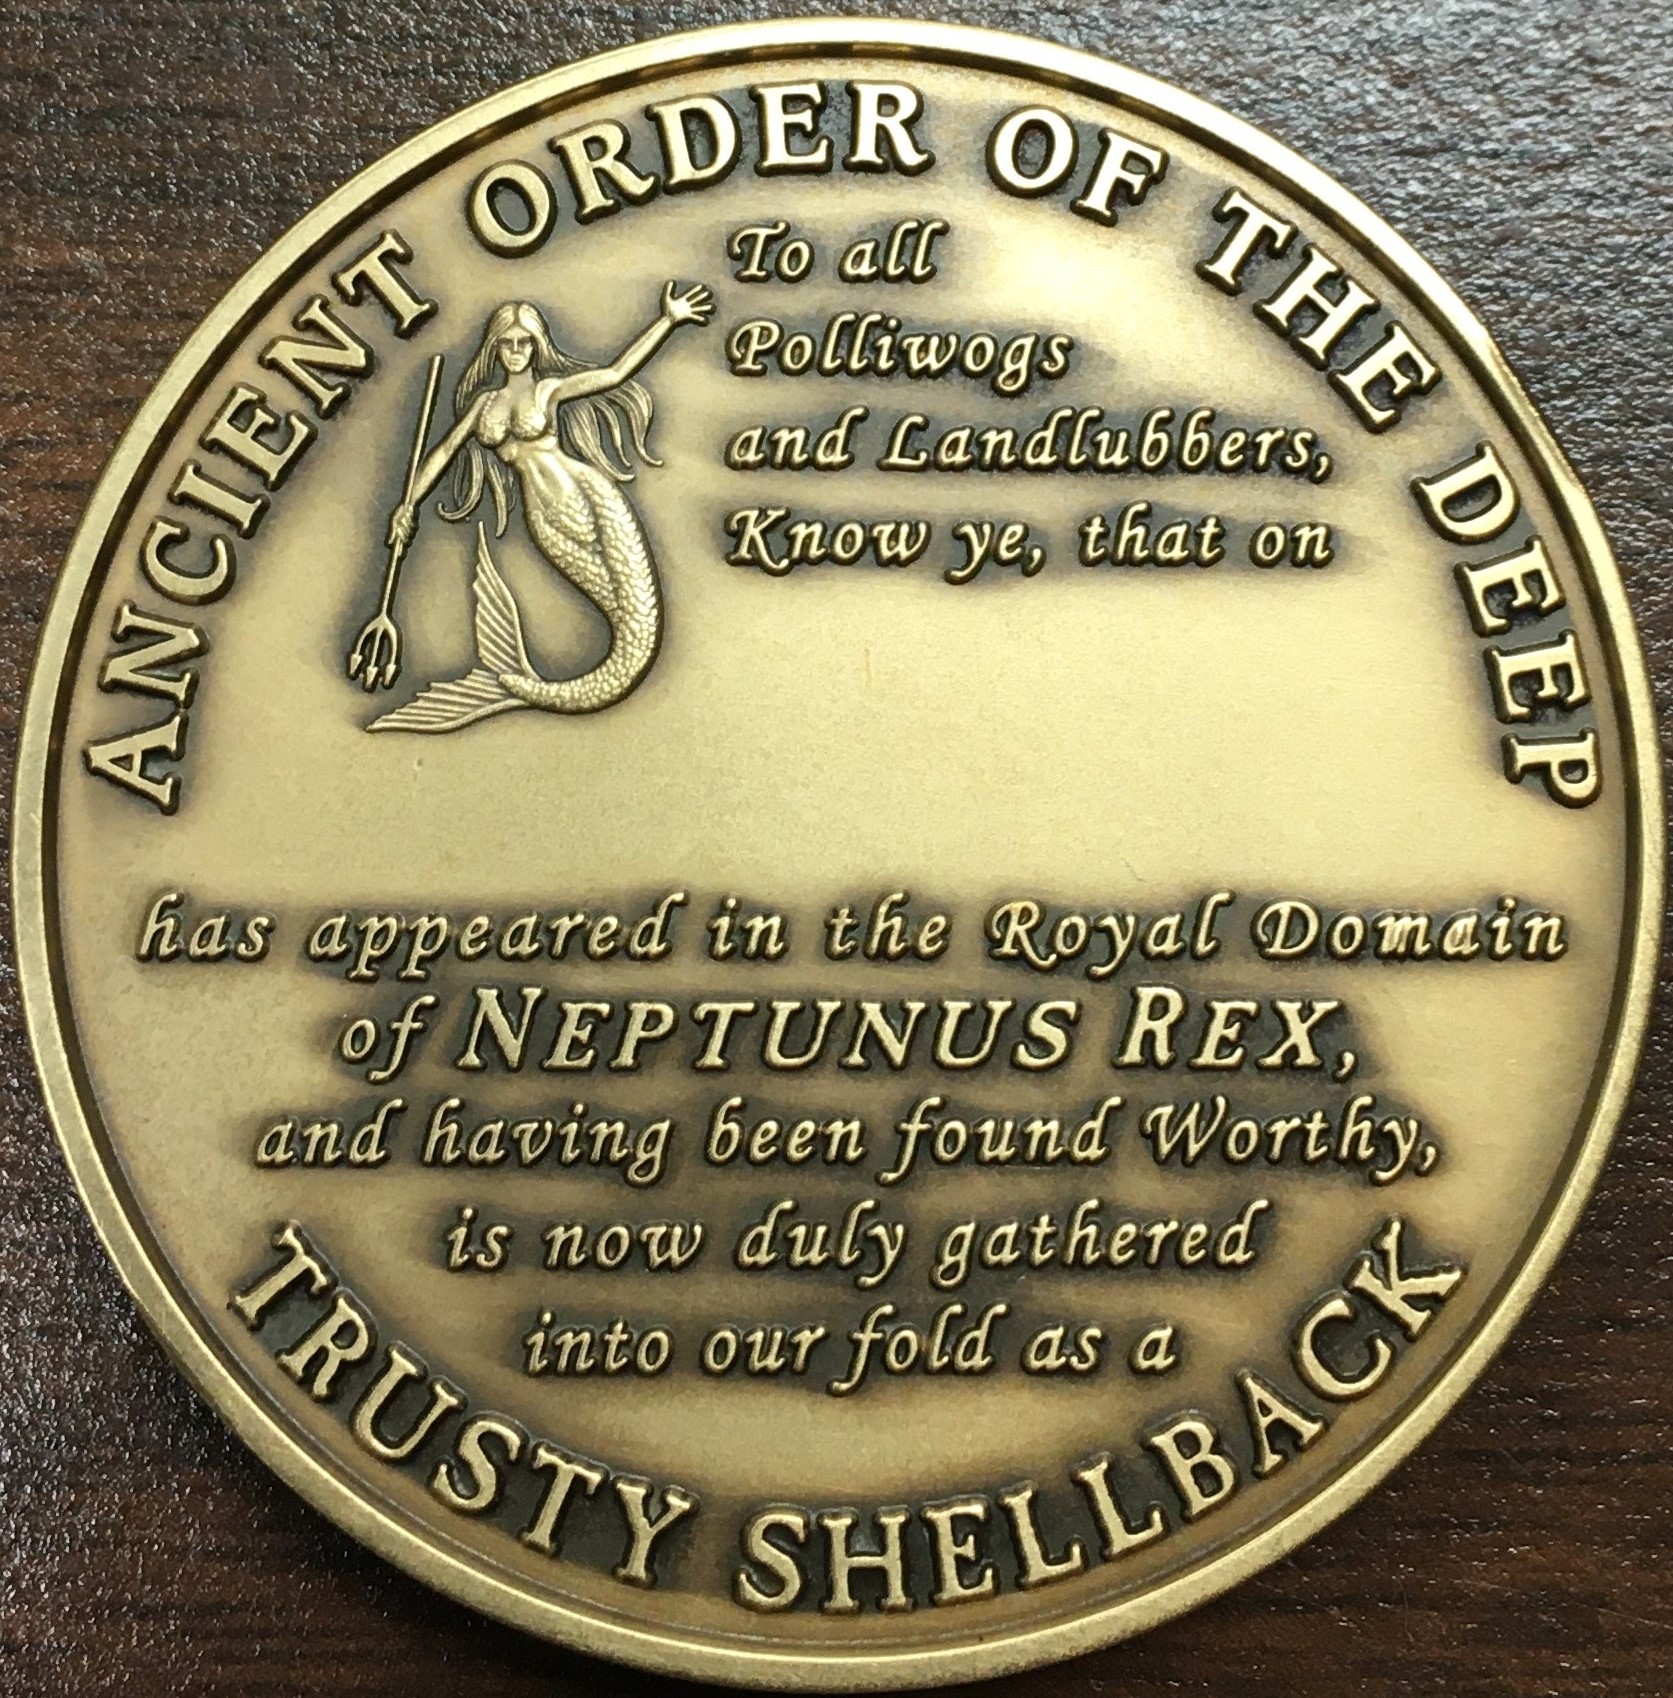 ANCIENT ORDER OF THE DEEP
To all
Polliwogs
and Landlubbers,
Know ye, that on
has appeared in the Royal Domain
of NEPTUNUS REX,
and having been found Worthy,
is now duly gathered
into our fold as a
TRUSTY SHELLBACK